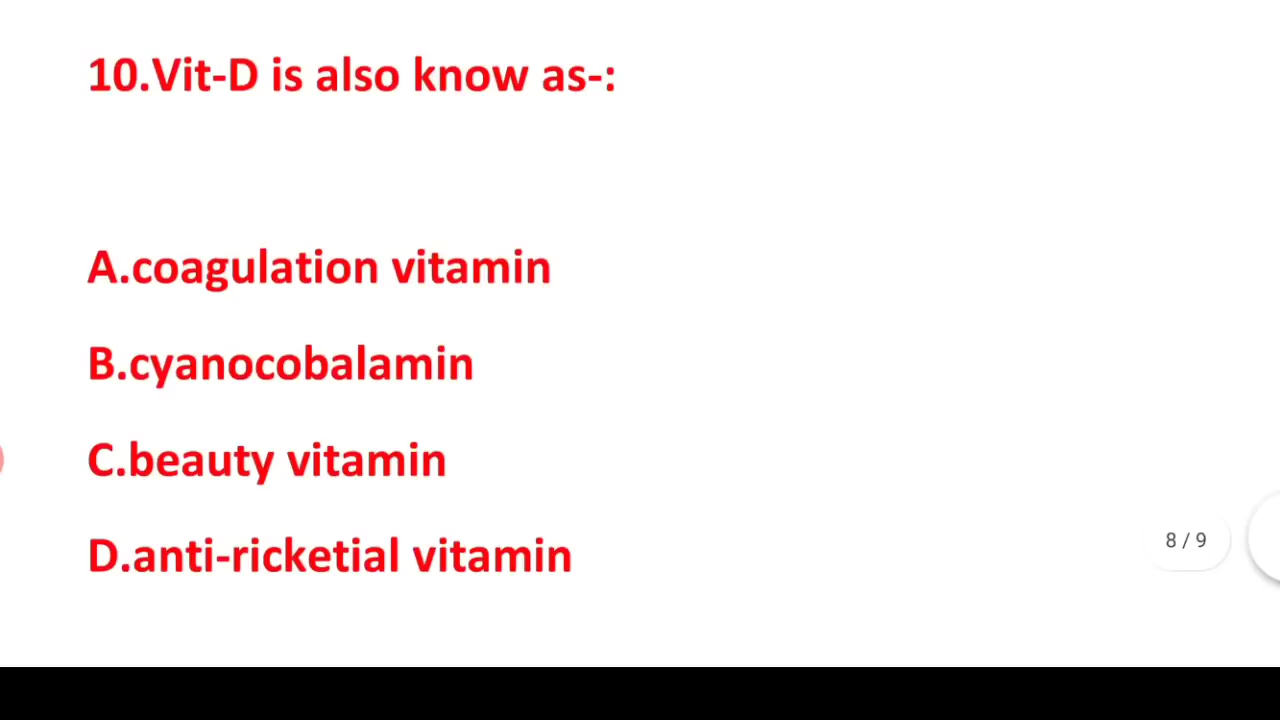 10.Vit-D is also know as-:
A.coagulation vitamin
B.cyanocobalamin
C.beauty vitamin
D.anti-ricketial vitamin
8 / 9